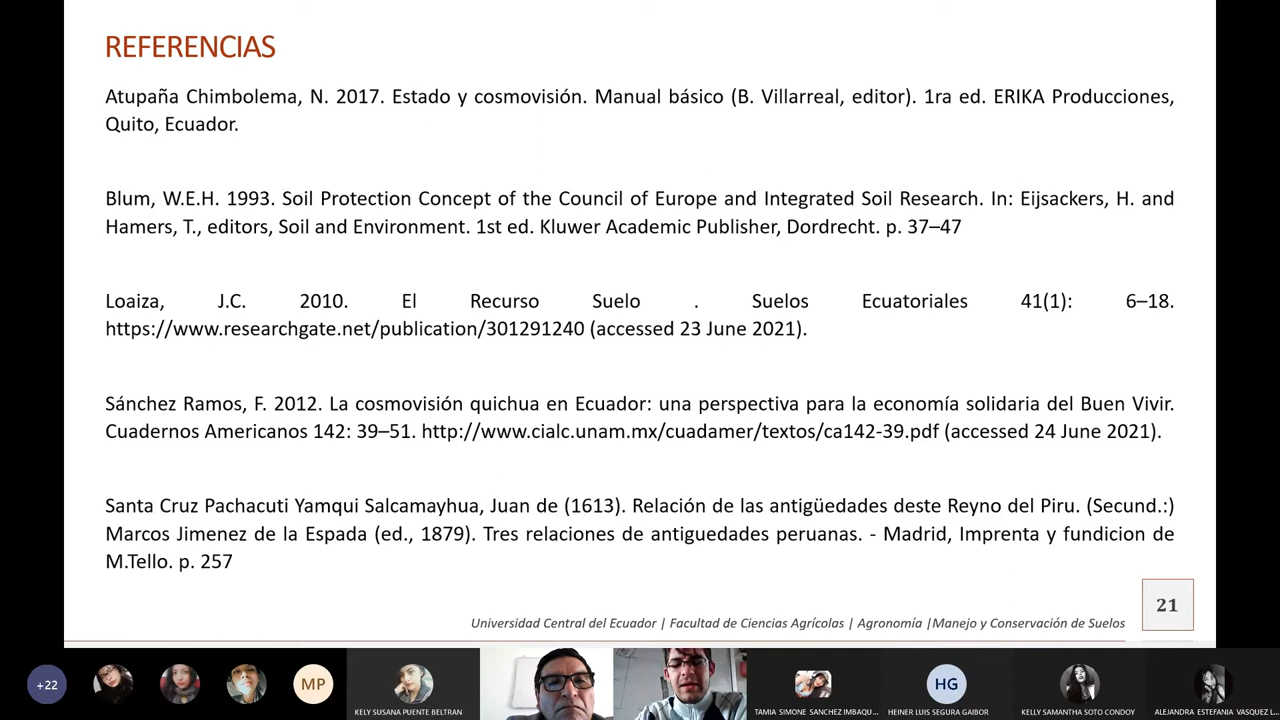 REFERENCIAS
Atupaña Chimbolema, N. 2017. Estado y cosmovisión. Manual básico (B. Villarreal, editor). 1ra ed. ERIKA Producciones,
Quito, Ecuador.
Blum, W.E.H. 1993. Soil Protection Concept of the Council of Europe and Integrated Soil Research. In: Eijsackers, H. and
Hamers, T., editors, Soil and Environment. 1st ed. Kluwer Academic Publisher, Dordrecht. p. 37–47
Loaiza, J.C. 2010. El Recurso Suelo . Suelos Ecuatoriales 41(1): 6–18.
https://www.researchgate.net/publication/301291240 (accessed 23 June 2021).
Sánchez Ramos, F. 2012. La cosmovisión quichua en Ecuador: una perspectiva para la economía solidaria del Buen Vivir.
Cuadernos Americanos 142: 39–51. http://www.cialc.unam.mx/cuadamer/textos/ca142-39.pdf (accessed 24 June 2021).
Santa Cruz Pachacuti Yamqui Salcamayhua, Juan de (1613). Relación de las antigüedades deste Reyno del Piru. (Secund.:)
Marcos Jimenez de la Espada (ed., 1879). Tres relaciones de antiguedades peruanas. - Madrid, Imprenta y fundicion de
M.Tello. p. 257
21
Universidad Central del Ecuador | Facultad de Ciencias Agrícolas | Agronomía |Manejo y Conservación de Suelos
+22
MP
HG
KELY SUSANA PUENTE BELTRAN
TAMIA SIMONE SANCHEZ IMBAQU...
HEINER LUIS SEGURA GAIBOR
KELLY SAMANTHA SOTO CONDOY
ALEJANDRA ESTEFANIA VASQUEZ L...